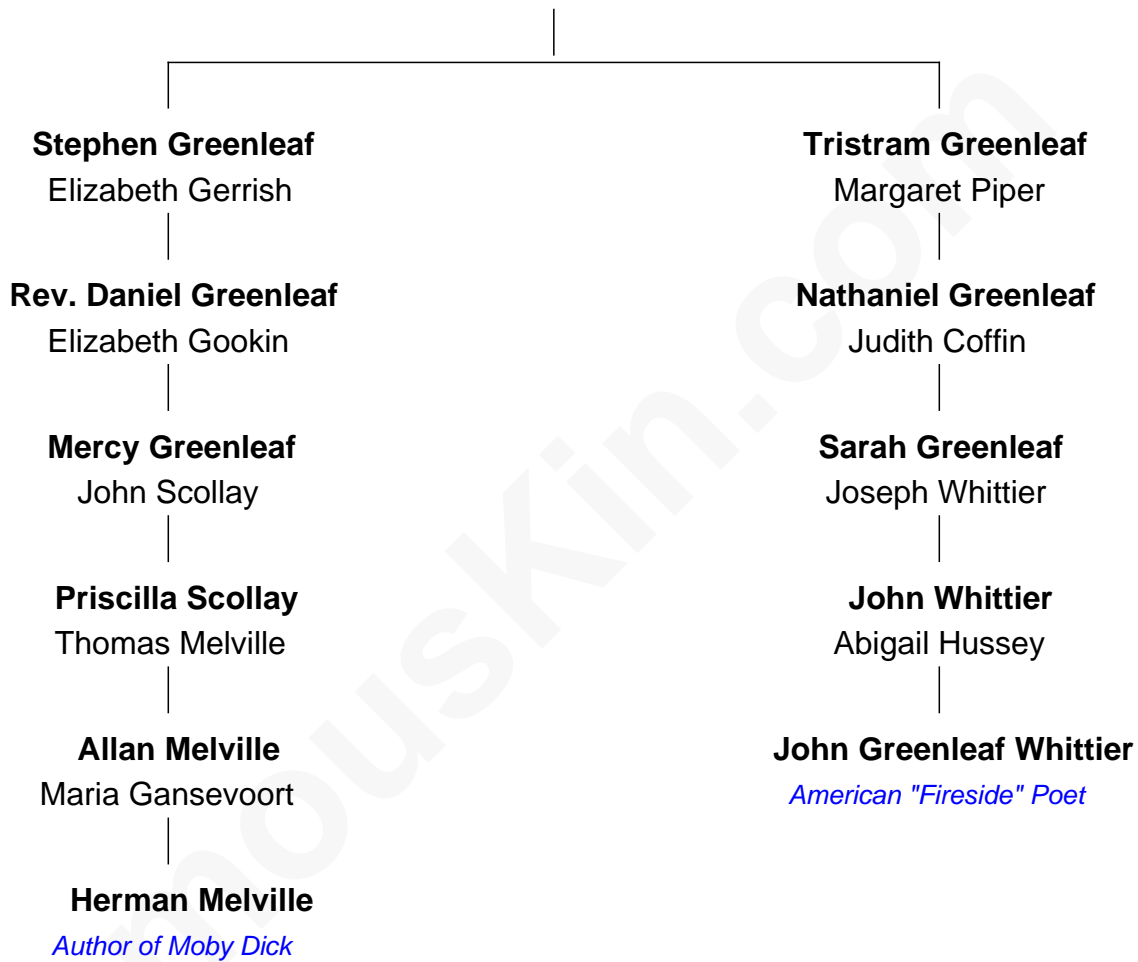 Stephen Greenleaf
Elizabeth Gerrish
Rev. Daniel Greenleaf
Elizabeth Gookin
Mercy Greenleaf
John Scollay
Priscilla Scollay
Thomas Melville
Allan Melville
Maria Gansevoort
Herman Melville
Author of Moby Dick
Tristram Greenleaf
Margaret Piper
Nathaniel Greenleaf
Judith Coffin
Sarah Greenleaf
Joseph Whittier
John Whittier
Abigail Hussey
John Greenleaf Whittier
American "Fireside" Poet
mousKin.com